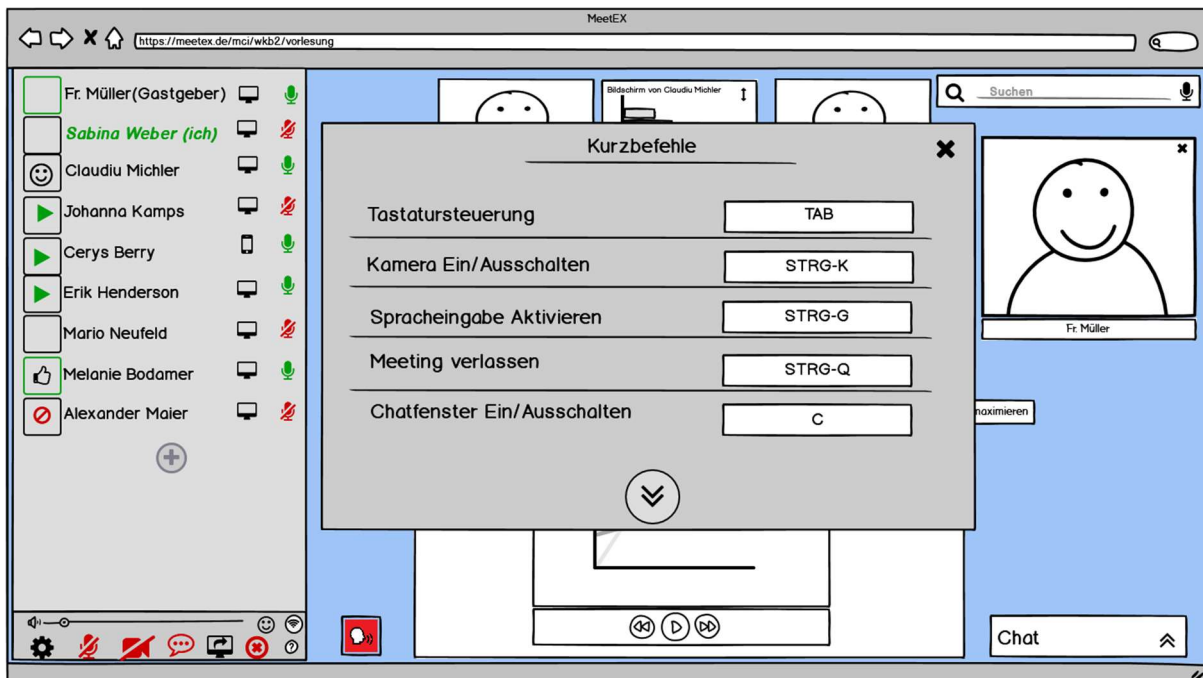 MeetEX
https://meetex.de/mci/wkb2/vorlesung
Fr. Müller(Gastgeber)
Sabina Weber (ich)
Claudiu Michler
Johanna Kamps
Cerys Berry
Erik Henderson
Mario Neufeld
Melanie Bodamer
Alexander Maier
Bildschirm von Claudiu Michler
Suchen
Kurzbefehle
Tastatursteuerung TAB
Kamera Ein/Ausschalten STRG-K
Spracheingabe Aktivieren STRG-G
Meeting verlassen STRG-Q
Chatfenster Ein/Ausschalten C
Fr. Müller
maximieren
Chat